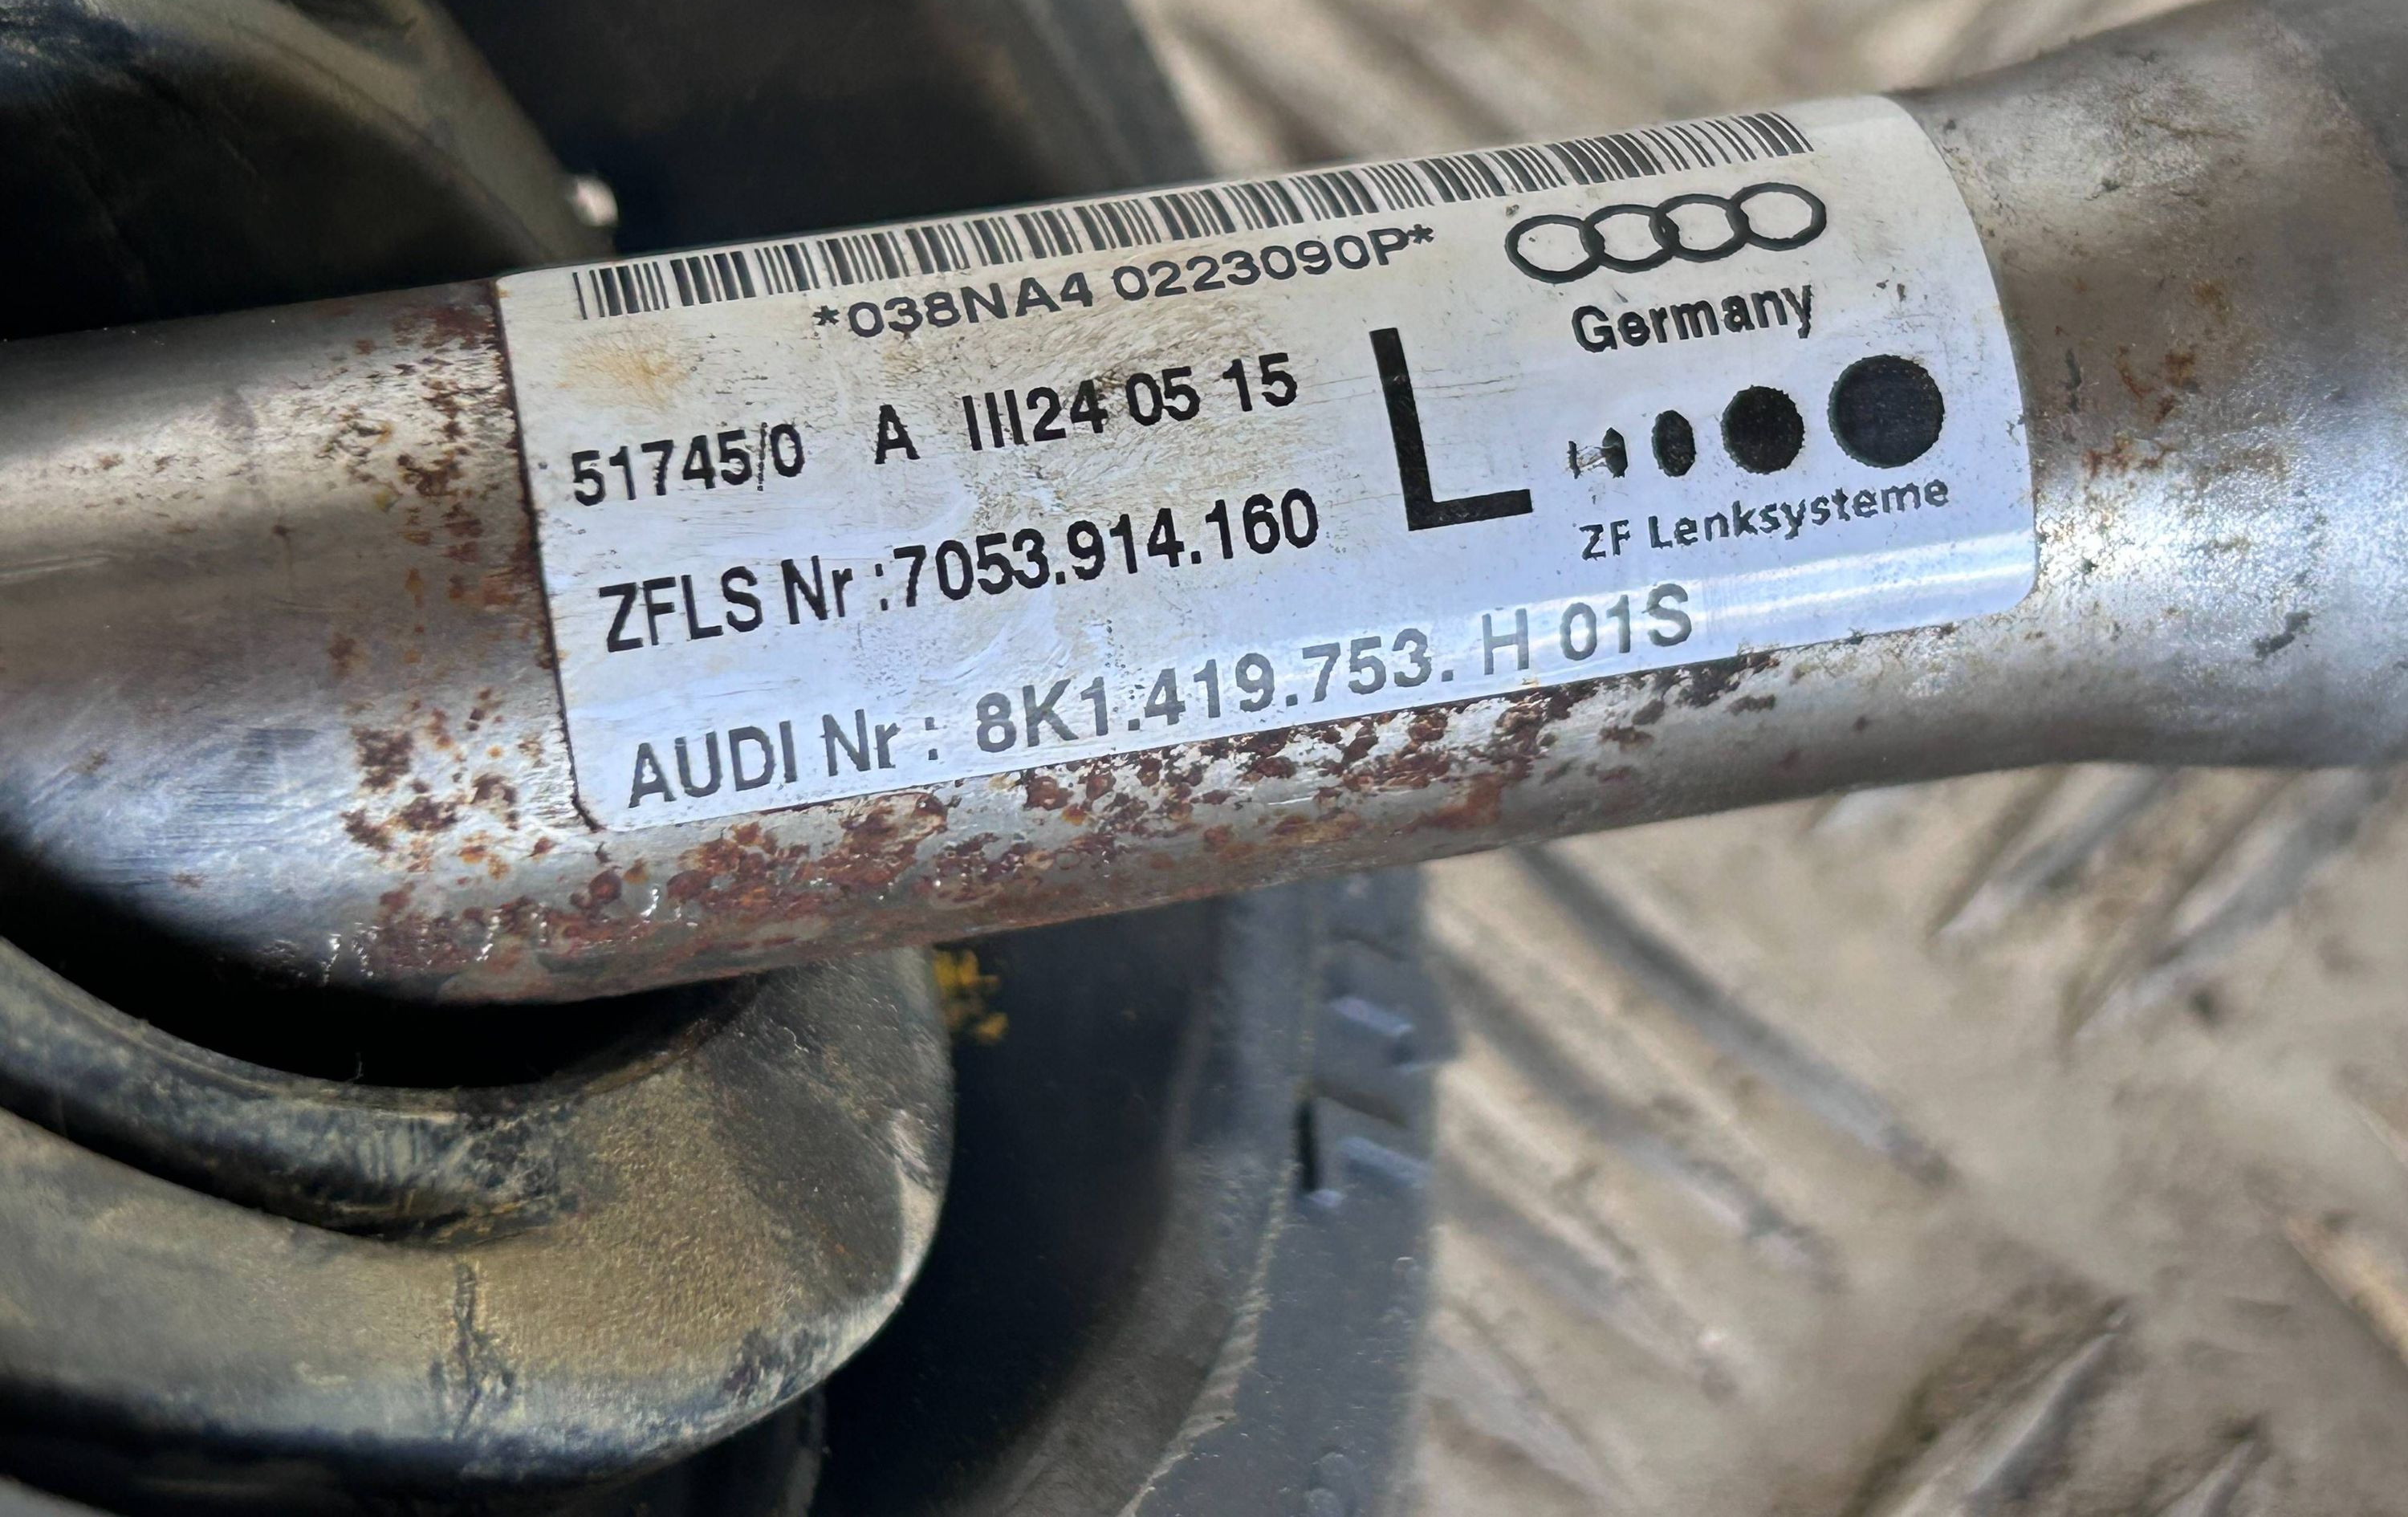 *038NA4 0223090P*
Germany
51745/0 A III24 05 15
L
ZF Lenksysteme
ZFLS Nr :7053.914.160
AUDI Nr : 8K1.419.753. H 01S